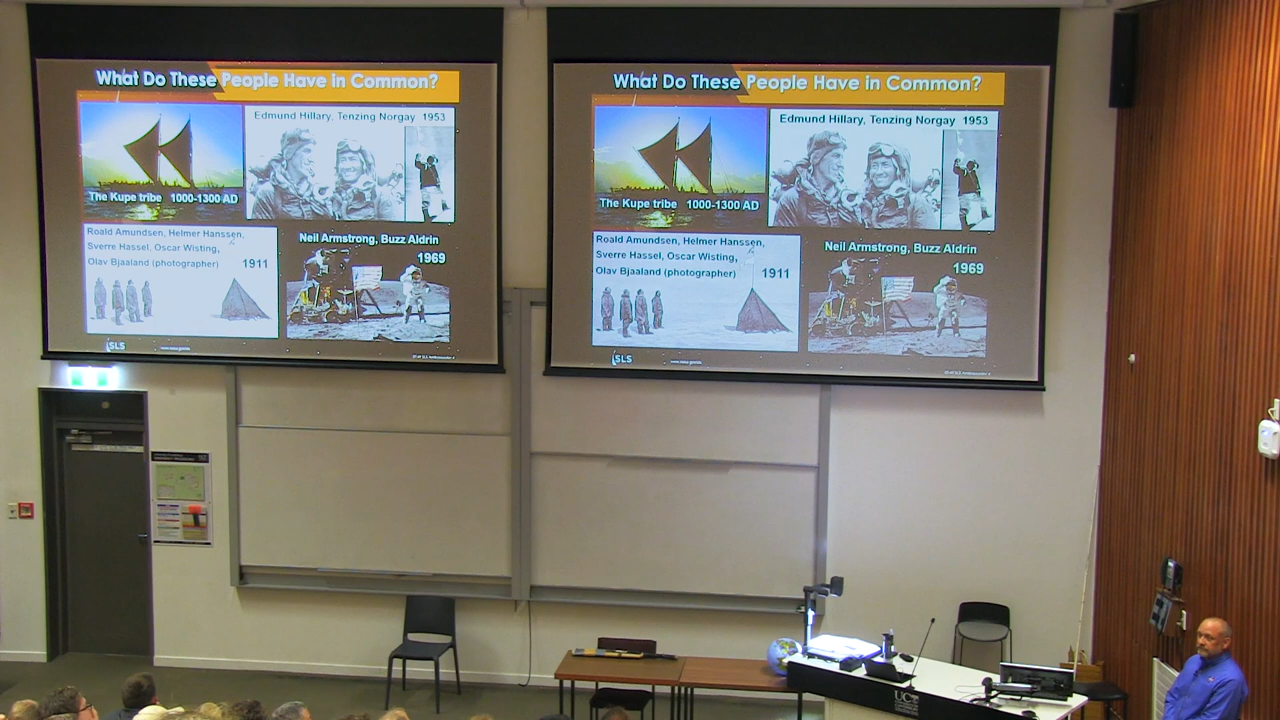 What Do These People Have in Common?
Edmund Hillary, Tenzing Norgay 1953
The Kupe tribe 1000-1300 AD
Roald Amundsen, Helmer Hanssen,
Sverre Hassel, Oscar Wisting,
Olav Bjaaland (photographer) 1911
Neil Armstrong, Buzz Aldrin
1969
SLS
What Do These People Have in Common?
Edmund Hillary, Tenzing Norgay 1953
The Kupe tribe 1000-1300 AD
Roald Amundsen, Helmer Hanssen,
Sverre Hassel, Oscar Wisting,
Olav Bjaaland (photographer) 1911
Neil Armstrong, Buzz Aldrin
1969
SLS
UC